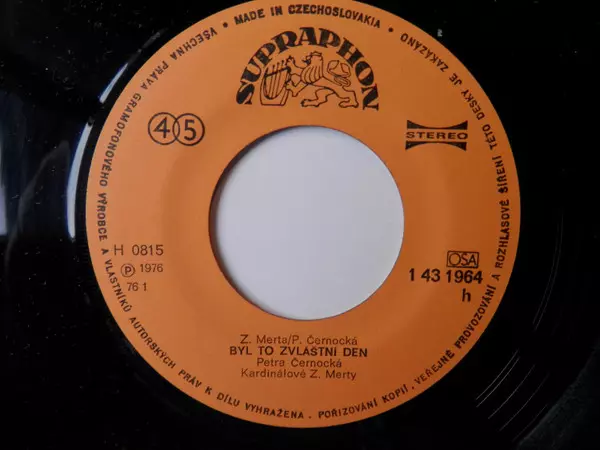 • MADE IN CZECHOSLOVAKIA •
VŠECHNA PRÁVA GRAMOFONOVÉHO VÝROBCE A VLASTNÍKŮ AUTORSKÝCH PRÁV K DÍLU VYHRAŽENA. • POŘIZOVÁNÍ KOPIÍ, VEŘEJNÉ PROVOZOVÁNÍ A ROZHLASOVÉ ŠÍŘENÍ TÉTO DESKY JE ZAKÁZÁNO
SUPRAPHON
45
STEREO
H 0815
Ⓟ 1976
76 1
OSA
1 43 1964
h
Z. Merta/P. Černocká
BYL TO ZVLÁŠTNÍ DEN
Petra Černocká
Kardinálové Z. Merty